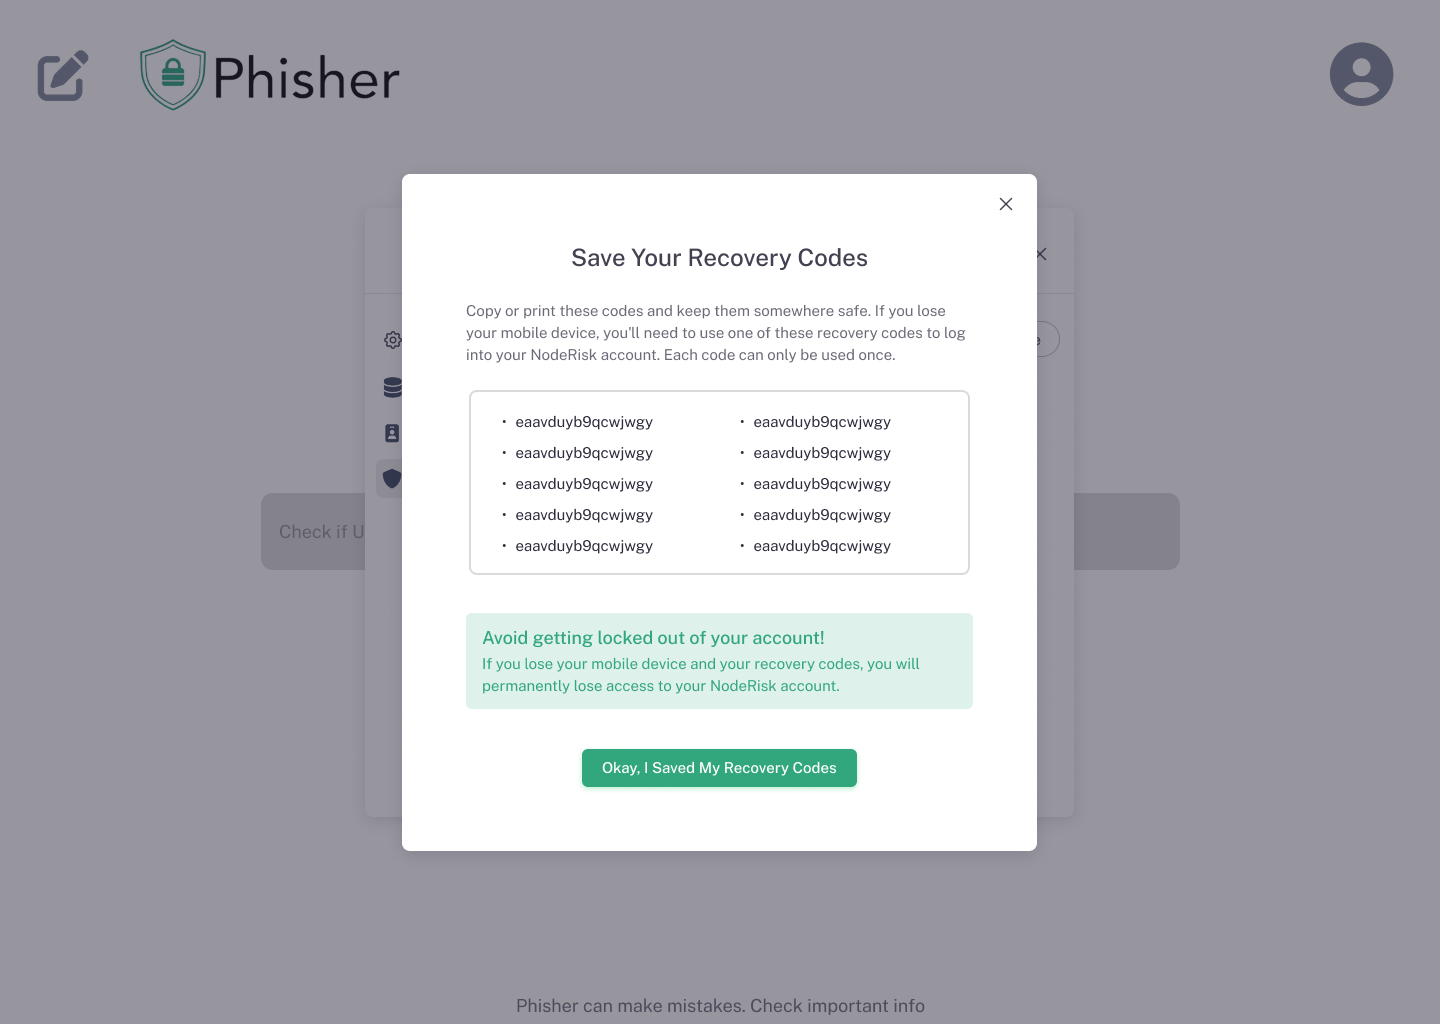 Phisher
Save Your Recovery Codes
Copy or print these codes and keep them somewhere safe. If you lose
your mobile device, you'll need to use one of these recovery codes to log
into your NodeRisk account. Each code can only be used once.
• eaavduyb9qcwjwgy • eaavduyb9qcwjwgy
• eaavduyb9qcwjwgy • eaavduyb9qcwjwgy
• eaavduyb9qcwjwgy • eaavduyb9qcwjwgy
• eaavduyb9qcwjwgy • eaavduyb9qcwjwgy
• eaavduyb9qcwjwgy • eaavduyb9qcwjwgy
Check if U
Avoid getting locked out of your account!
If you lose your mobile device and your recovery codes, you will
permanently lose access to your NodeRisk account.
Okay, I Saved My Recovery Codes
Phisher can make mistakes. Check important info